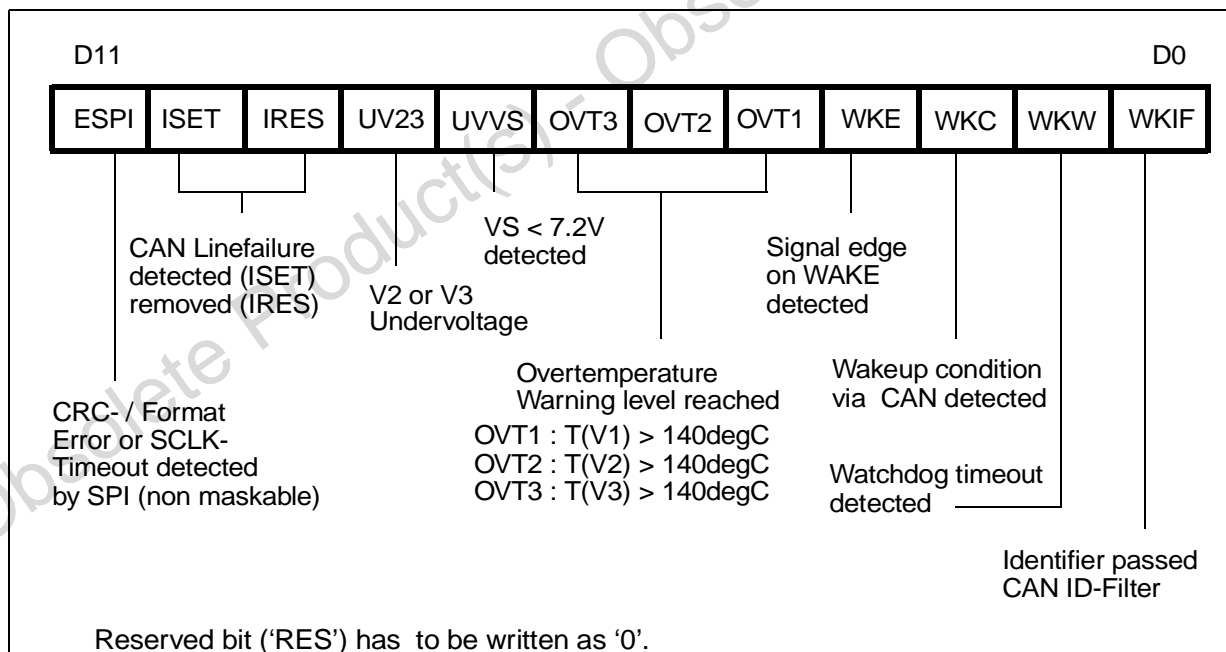 D11 D0
ESPI ISET IRES UV23 UVVS OVT3 OVT2 OVT1 WKE WKC WKW WKIF
CAN Linefailure
detected (ISET)
removed (IRES)
V2 or V3
Undervoltage
VS < 7.2V
detected
Signal edge
on WAKE
detected
CRC- / Format
Error or SCLK-
Timeout detected
by SPI (non maskable)
Overtemperature
Warning level reached
OVT1 : T(V1) > 140degC
OVT2 : T(V2) > 140degC
OVT3 : T(V3) > 140degC
Wakeup condition
via CAN detected
Watchdog timeout
detected
Identifier passed
CAN ID-Filter
Reserved bit (‘RES’) has to be written as ‘0’.
Obsolete Product(s) - Obso